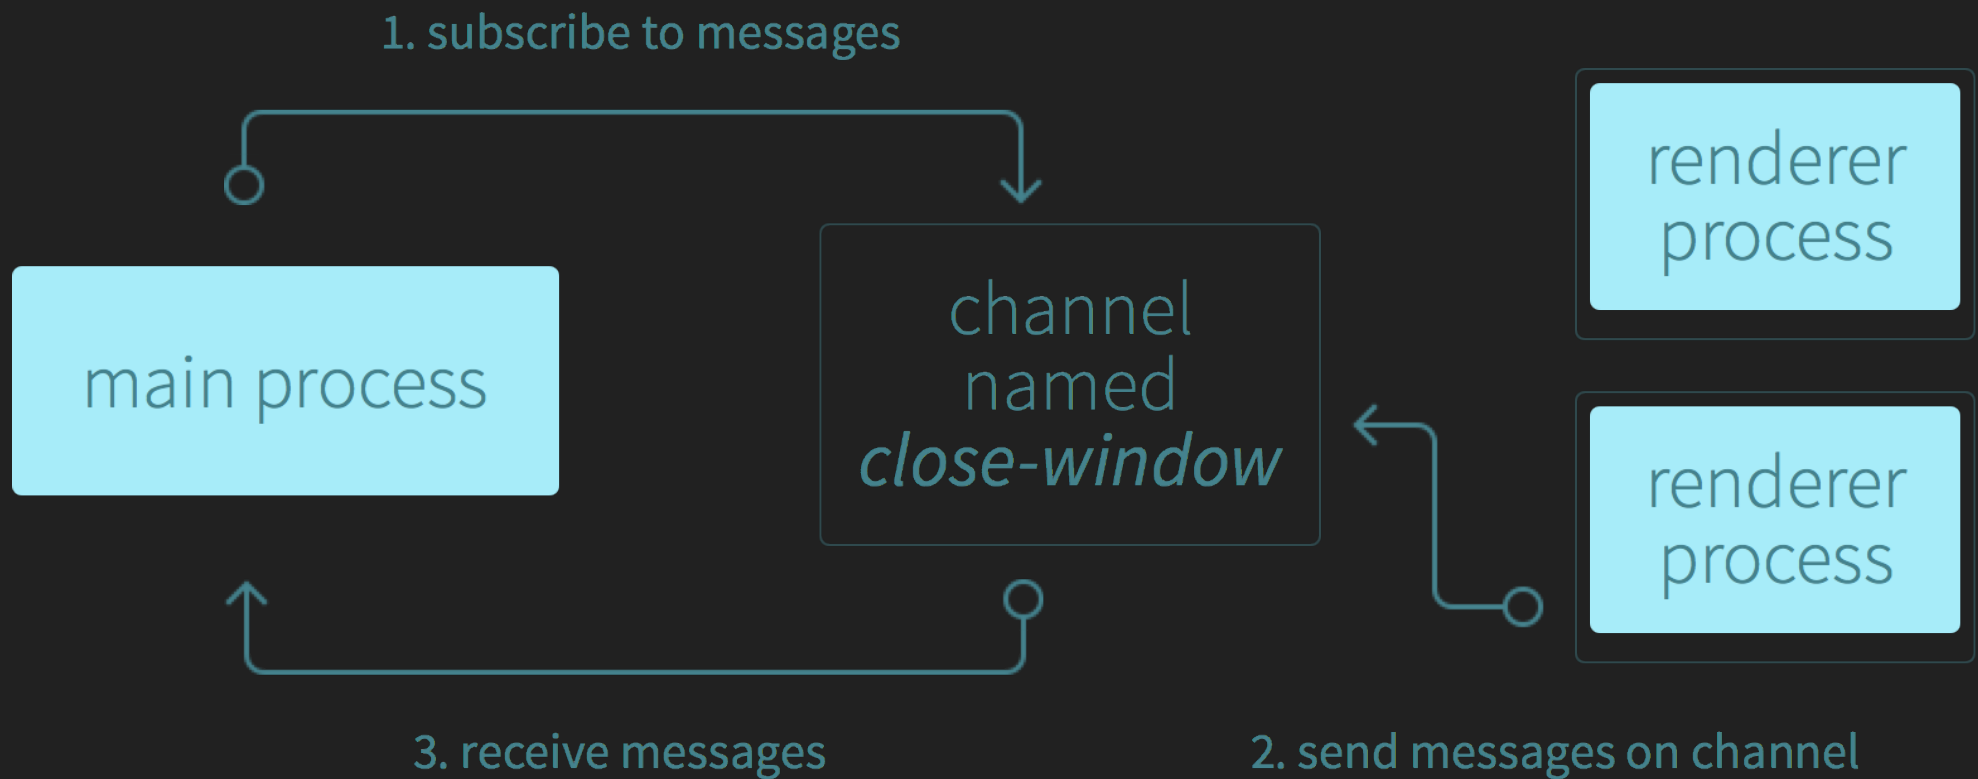 1. subscribe to messages
renderer
process
main process
channel
named
close-window
renderer
process
3. receive messages
2. send messages on channel